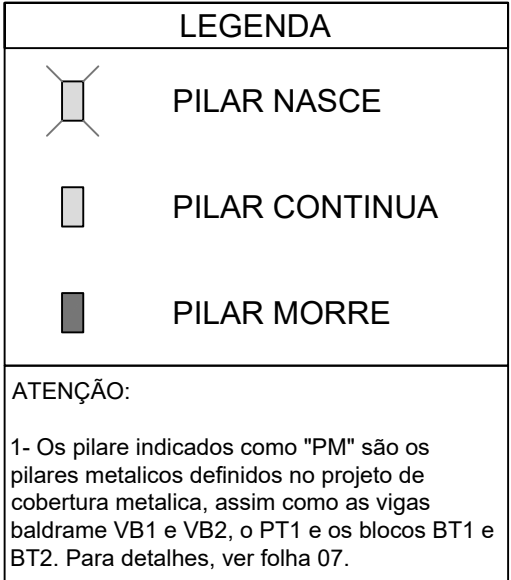 LEGENDA
PILAR NASCE
PILAR CONTINUA
PILAR MORRE
ATENÇÃO:
1- Os pilare indicados como "PM" são os
pilares metalicos definidos no projeto de
cobertura metalica, assim como as vigas
baldrame VB1 e VB2, o PT1 e os blocos BT1 e
BT2. Para detalhes, ver folha 07.